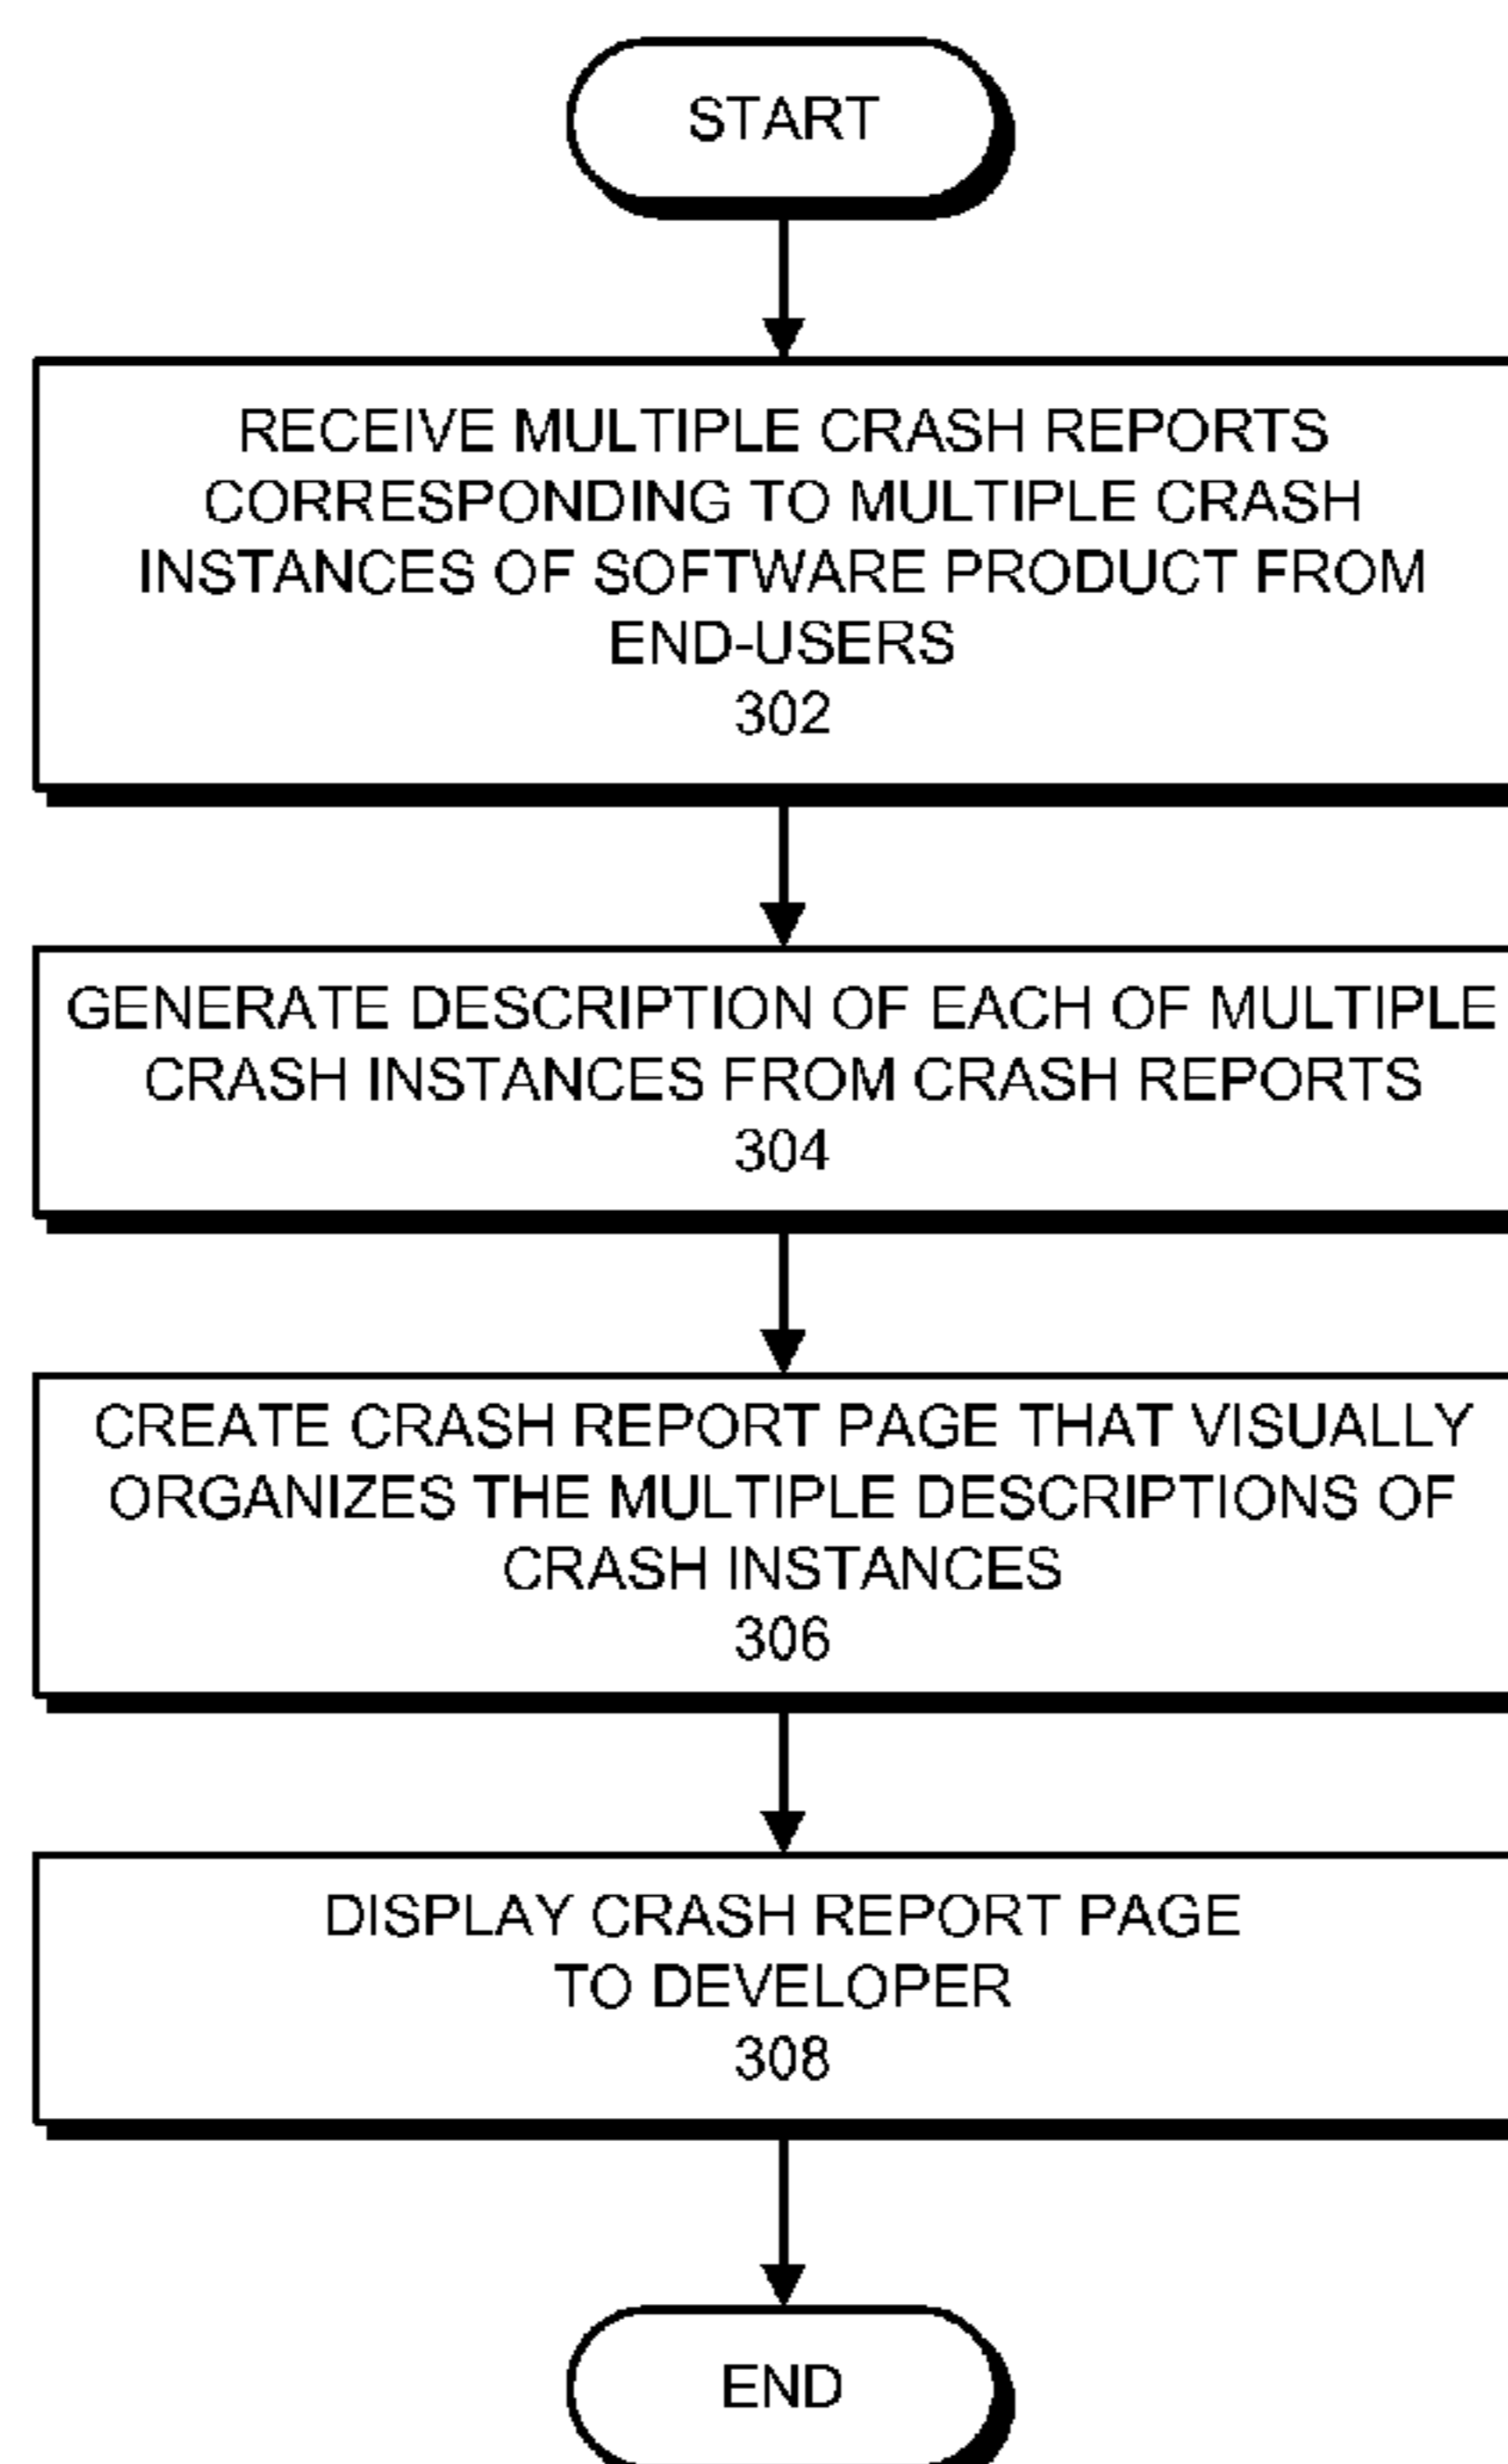 START
RECEIVE MULTIPLE CRASH REPORTS
CORRESPONDING TO MULTIPLE CRASH
INSTANCES OF SOFTWARE PRODUCT FROM
END-USERS
302
GENERATE DESCRIPTION OF EACH OF MULTIPLE
CRASH INSTANCES FROM CRASH REPORTS
304
CREATE CRASH REPORT PAGE THAT VISUALLY
ORGANIZES THE MULTIPLE DESCRIPTIONS OF
CRASH INSTANCES
306
DISPLAY CRASH REPORT PAGE
TO DEVELOPER
308
END